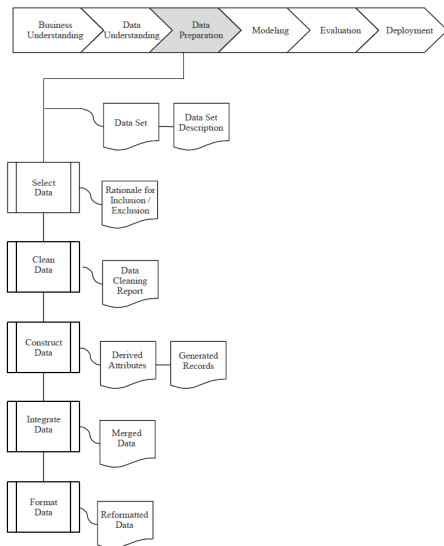 Business
Understanding
Data
Understanding
Data
Preparation
Modeling
Evaluation
Deployment
Data Set
Data Set
Description
Select
Data
Rationale for
Inclusion /
Exclusion
Clean
Data
Data
Cleaning
Report
Construct
Data
Derived
Attributes
Generated
Records
Integrate
Data
Merged
Data
Format
Data
Reformatted
Data